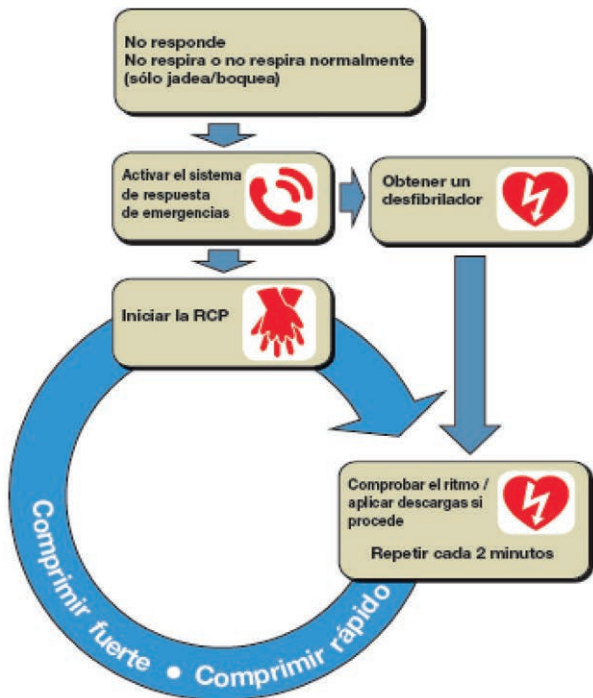 No responde
No respira o no respira normalmente
(sólo jadea/boquea)
Activar el sistema
de respuesta
de emergencias
Obtener un
desfibrilador
Iniciar la RCP
Comprobar el ritmo /
aplicar descargas si
procede
Repetir cada 2 minutos
Comprimir fuerte • Comprimir rápido